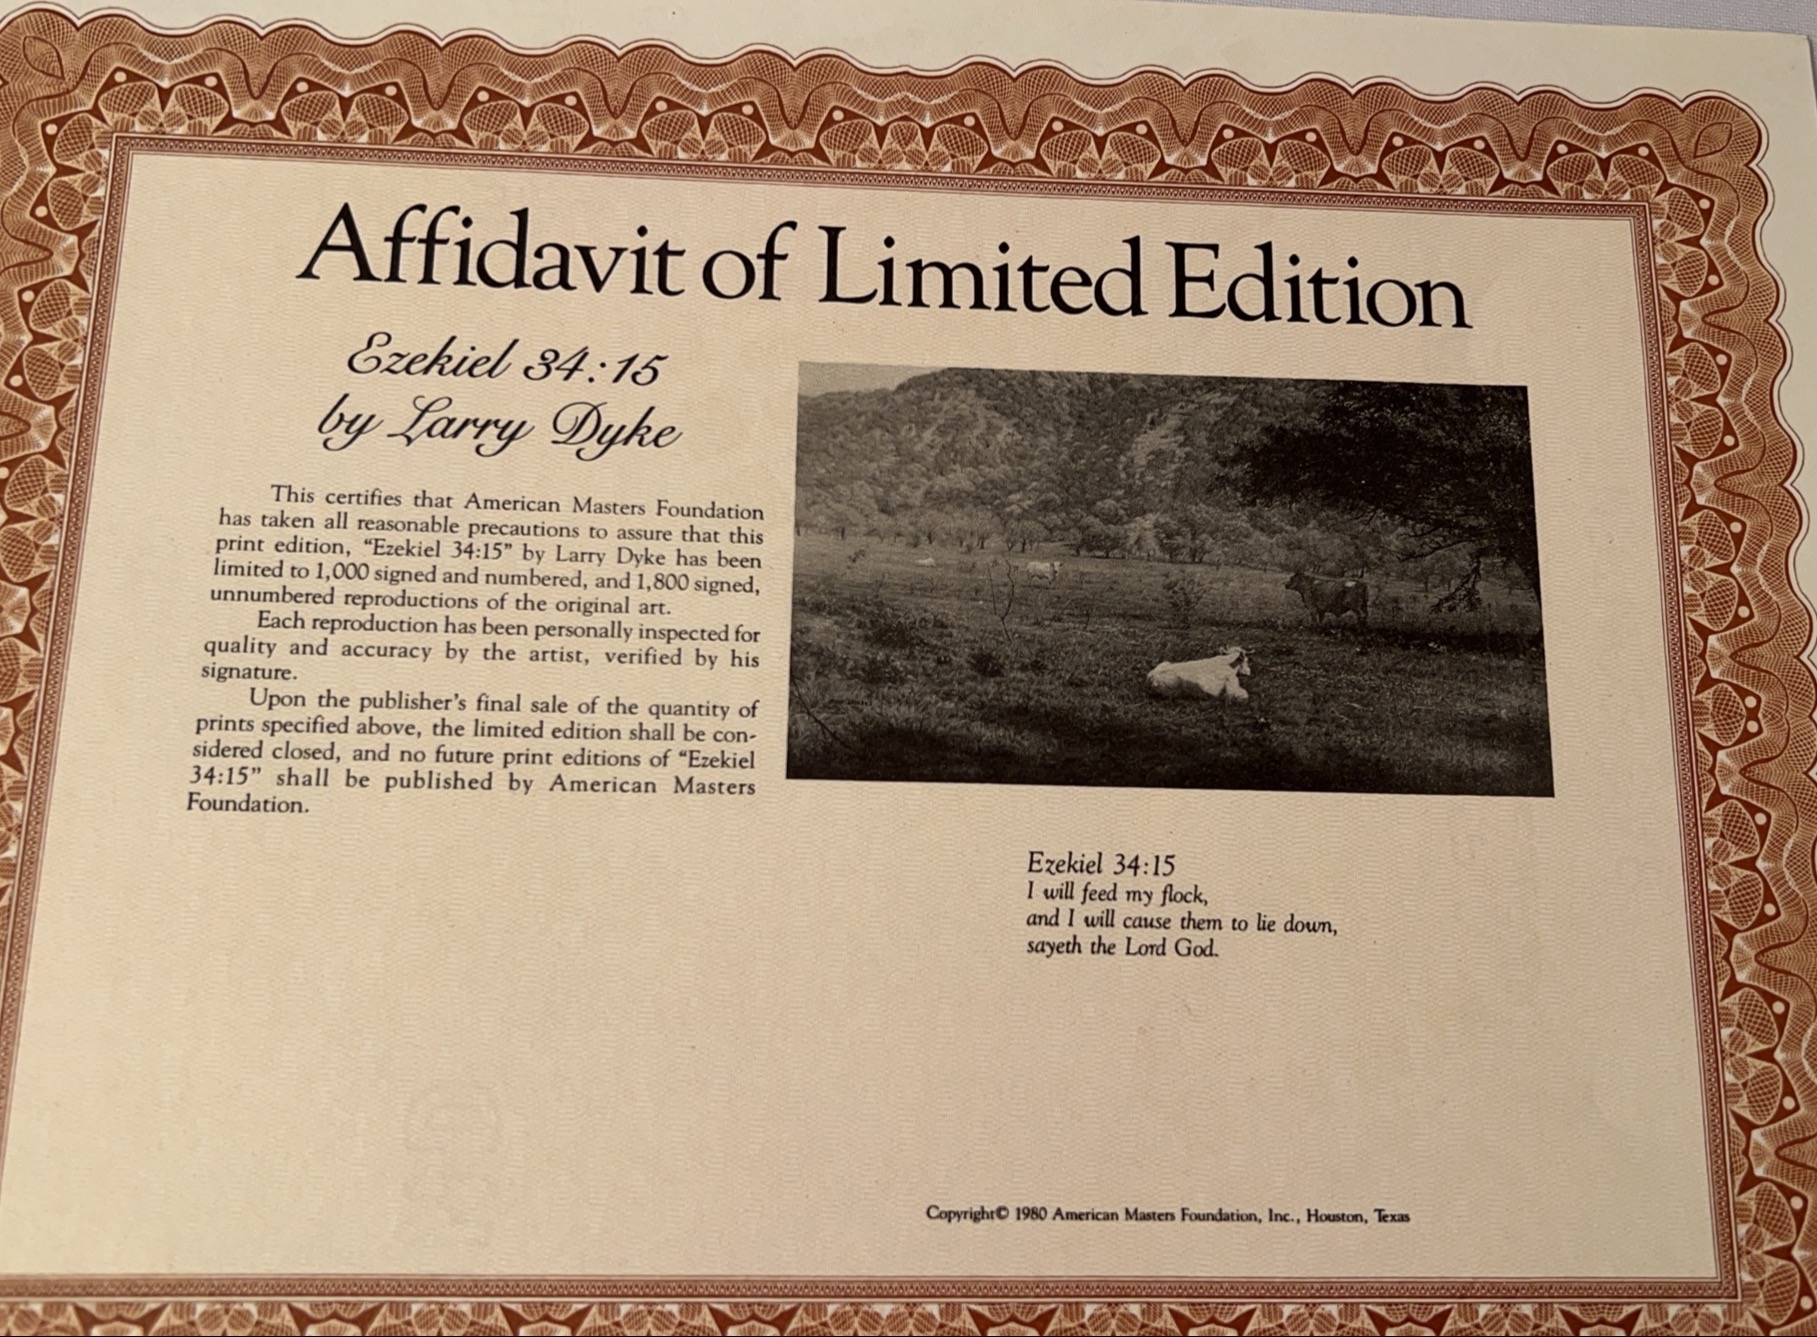 Affidavit of Limited Edition
Ezekiel 34:15
by Larry Dyke
This certifies that American Masters Foundation
has taken all reasonable precautions to assure that this
print edition, “Ezekiel 34:15” by Larry Dyke has been
limited to 1,000 signed and numbered, and 1,800 signed,
unnumbered reproductions of the original art.
Each reproduction has been personally inspected for
quality and accuracy by the artist, verified by his
signature.
Upon the publisher’s final sale of the quantity of
prints specified above, the limited edition shall be con-
sidered closed, and no future print editions of “Ezekiel
34:15” shall be published by American Masters
Foundation.
Ezekiel 34:15
I will feed my flock,
and I will cause them to lie down,
sayeth the Lord God.
Copyright© 1980 American Masters Foundation, Inc., Houston, Texas